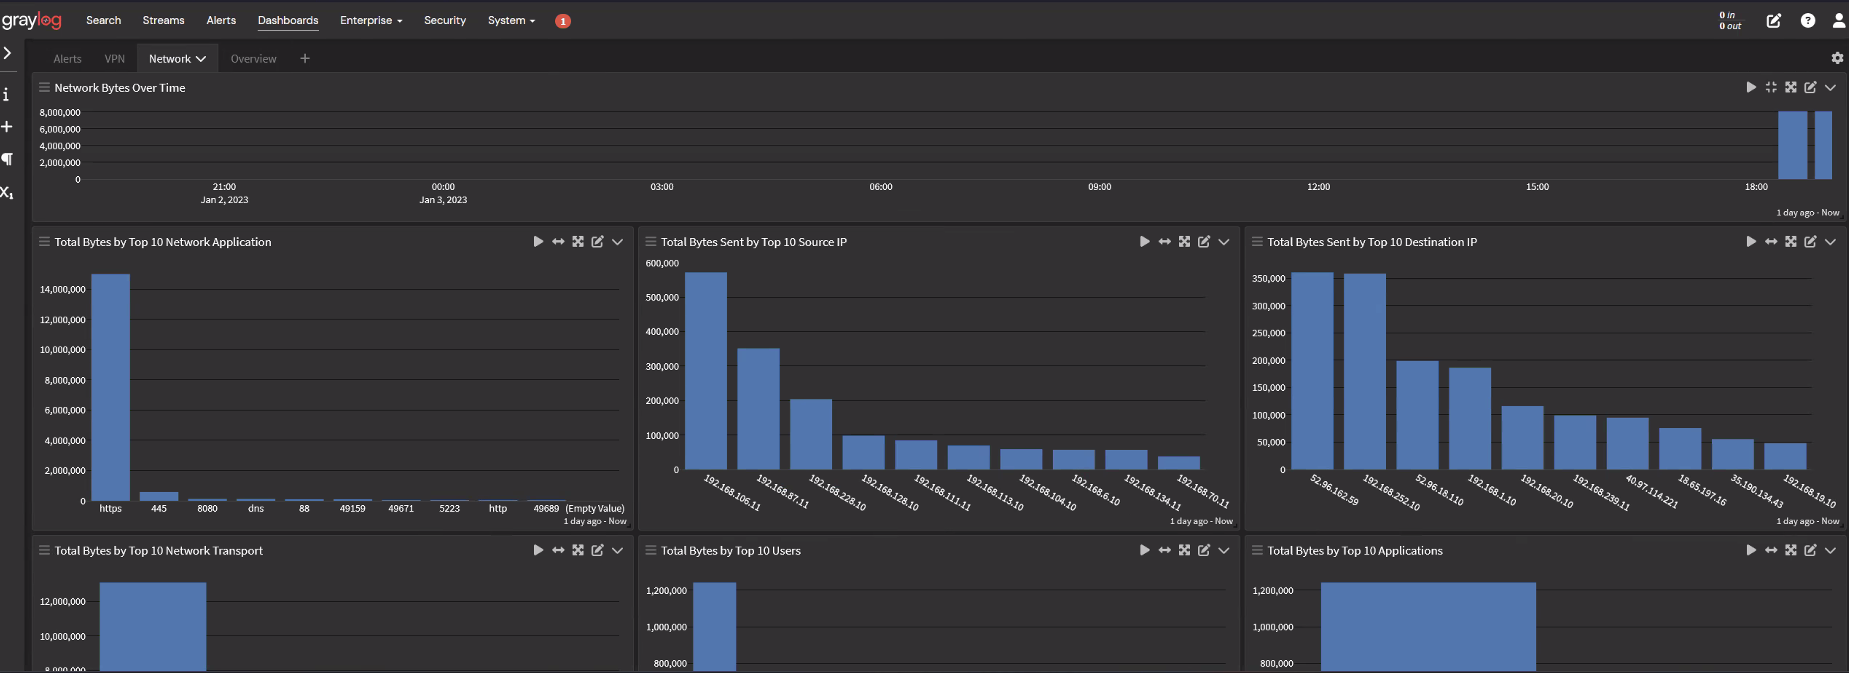 graylog Search Streams Alerts Dashboards Enterprise Security System 1 0 in
0 out
Alerts VPN Network Overview +
Network Bytes Over Time
8,000,000
6,000,000
4,000,000
2,000,000
0
21:00 00:00 03:00 06:00 09:00 12:00 15:00 18:00
Jan 2, 2023 Jan 3, 2023
1 day ago - Now
Total Bytes by Top 10 Network Application
14,000,000
12,000,000
10,000,000
8,000,000
6,000,000
4,000,000
2,000,000
0
https 445 8080 dns 88 49159 49671 5223 http 49689 (Empty Value)
1 day ago - Now
Total Bytes Sent by Top 10 Source IP
600,000
500,000
400,000
300,000
200,000
100,000
0
192.168.106.11 192.168.87.11 192.168.228.10 192.168.128.10 192.168.111.11 192.168.113.10 192.168.104.10 192.168.6.10 192.168.134.11 192.168.70.11
1 day ago - Now
Total Bytes Sent by Top 10 Destination IP
350,000
300,000
250,000
200,000
150,000
100,000
50,000
0
52.96.162.59 192.168.252.10 52.96.18.110 192.168.1.10 192.168.20.10 192.168.239.11 40.97.114.221 18.65.197.16 35.190.134.43 192.168.19.10
1 day ago - Now
Total Bytes by Top 10 Network Transport
12,000,000
10,000,000
8,000,000
Total Bytes by Top 10 Users
1,200,000
1,000,000
800,000
Total Bytes by Top 10 Applications
1,200,000
1,000,000
800,000